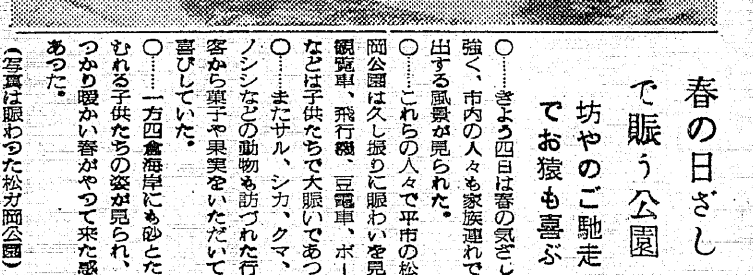 春の日ざし
で賑う公園
坊やのご馳走
でお猿も喜ぶ
〇……きよう四日は春の気ざし
強く、市内の人々も家族連れで
出する風景が見られた。
〇……これらの人々で平市の松
岡公園は久し振りに賑わいを見
観覧車、飛行機、豆電車、ボー
などは子供たちで大賑いであつ
〇……またサル、シカ、クマ、
ノシシなどの動物も訪づれた行
客から菓子や果実をいただいて
喜びしていた。
〇……一方四倉海岸にも砂とた
むれる子供たちの姿が見られ、
つかり暖かい春がやつて来た感
あつた。
(写真は賑わつた松ガ岡公園)